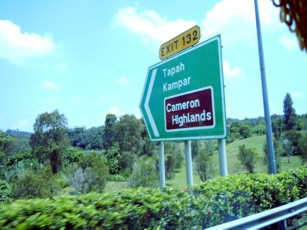 EXIT 132
Tapah
Kampar
Cameron
Highlands